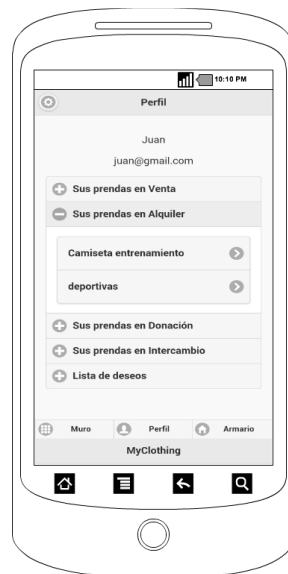 10:10 PM
Perfil
Juan
juan@gmail.com
Sus prendas en Venta
Sus prendas en Alquiler
Camiseta entrenamiento
deportivas
Sus prendas en Donación
Sus prendas en Intercambio
Lista de deseos
Muro Perfil Armario
MyClothing